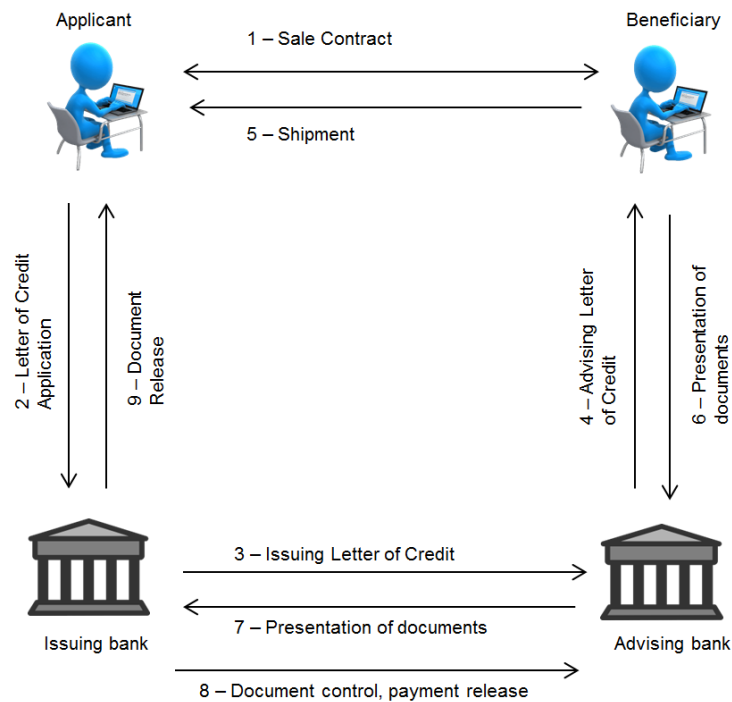 Applicant
Beneficiary
1 – Sale Contract
5 – Shipment
2 – Letter of Credit
Application
9 – Document
Release
4 – Advising Letter
of Credit
6 – Presentation of
documents
3 – Issuing Letter of Credit
7 – Presentation of documents
Issuing bank
Advising bank
8 – Document control, payment release